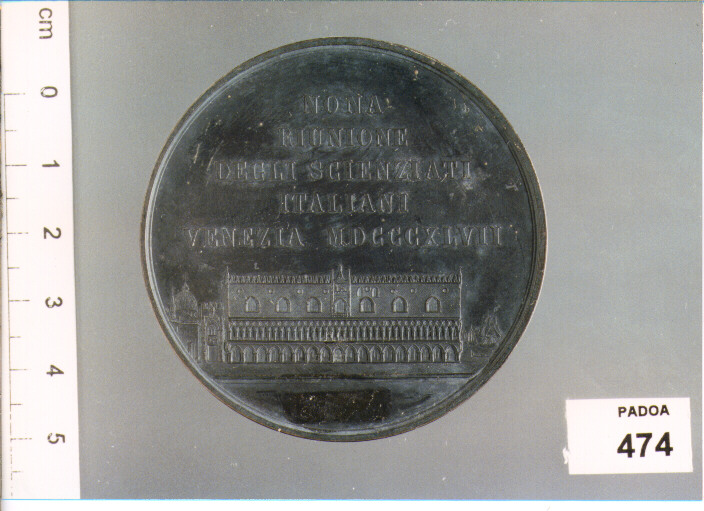 cm
0
1
2
3
4
5
NONA
RIUNIONE
DEGLI SCIENZIATI
ITALIANI
VENEZIA MDCCCXLVII
PADOA
474